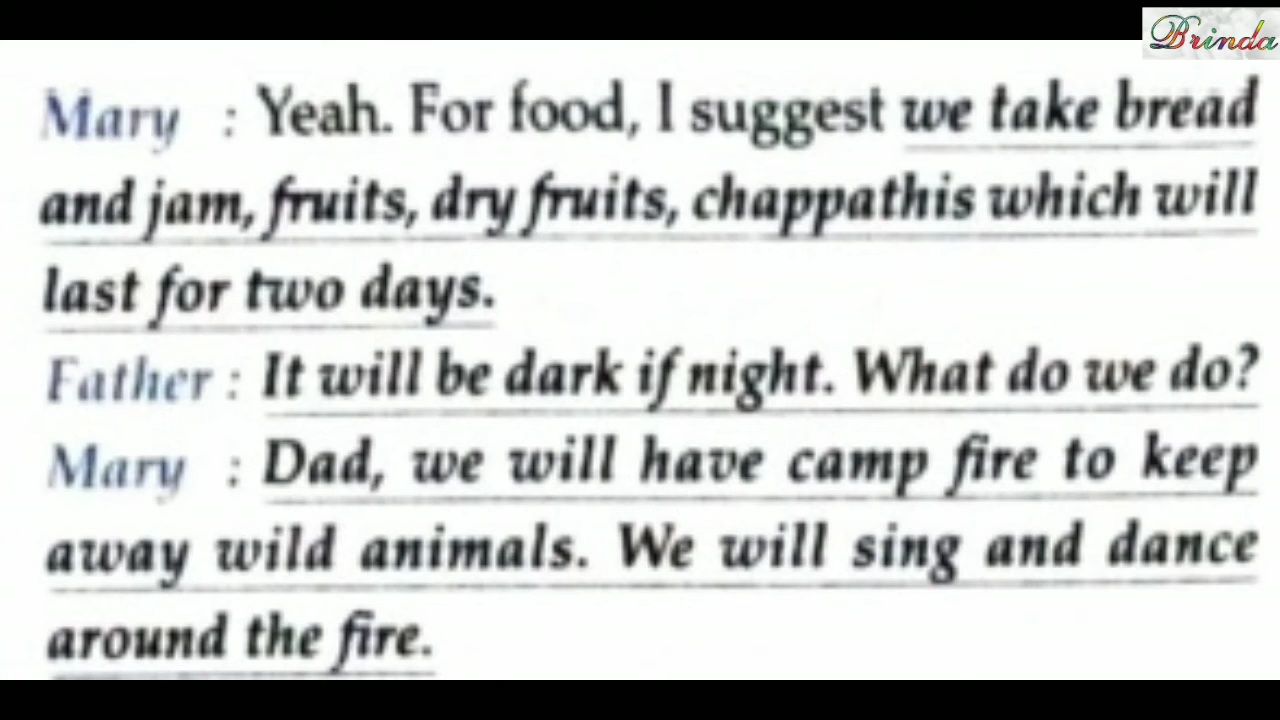 Brinda
Mary : Yeah. For food, I suggest we take bread
and jam, fruits, dry fruits, chappathis which will
last for two days.
Father : It will be dark if night. What do we do?
Mary : Dad, we will have camp fire to keep
away wild animals. We will sing and dance
around the fire.